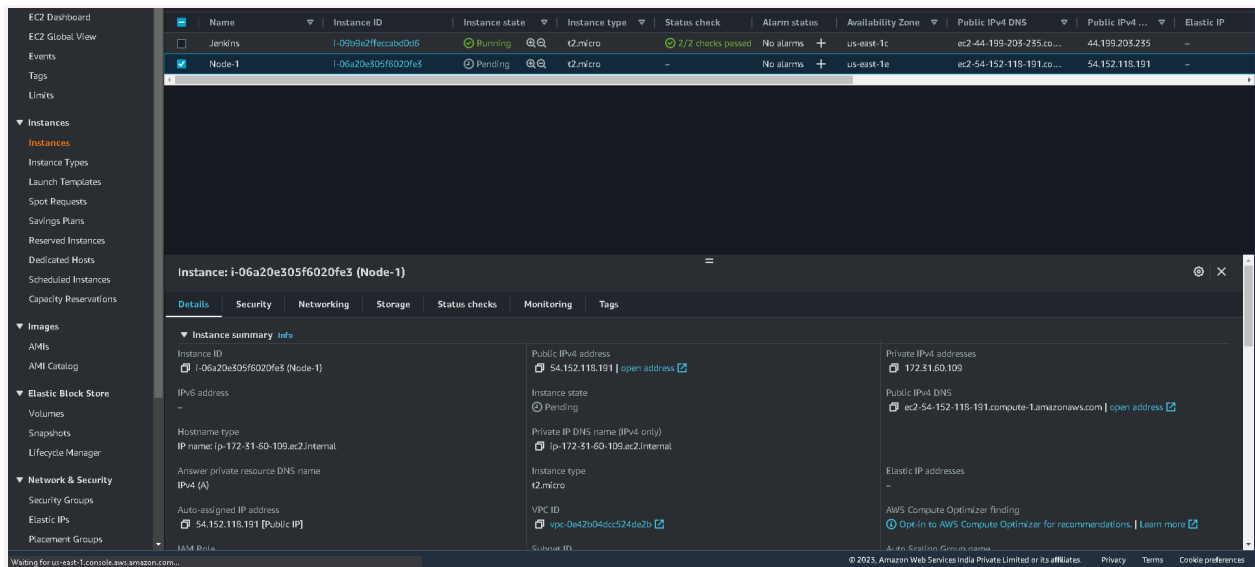 EC2 Dashboard
EC2 Global View
Events
Tags
Limits
Instances
Instances
Instance Types
Launch Templates
Spot Requests
Savings Plans
Reserved Instances
Dedicated Hosts
Scheduled Instances
Capacity Reservations
Images
AMIs
AMI Catalog
Elastic Block Store
Volumes
Snapshots
Lifecycle Manager
Network & Security
Security Groups
Elastic IPs
Placement Groups
Name Instance ID Instance state Instance type Status check Alarm status Availability Zone Public IPv4 DNS Public IPv4 ... Elastic IP
Jenkins i-09b9e2ffeccabd0d6 Running t2.micro 2/2 checks passed No alarms + us-east-1c ec2-44-199-203-235.co... 44.199.203.235 –
Node-1 i-06a20e305f6020fe3 Pending t2.micro – No alarms + us-east-1e ec2-54-152-118-191.co... 54.152.118.191 –
Instance: i-06a20e305f6020fe3 (Node-1)
Details Security Networking Storage Status checks Monitoring Tags
Instance summary Info
Instance ID
i-06a20e305f6020fe3 (Node-1)
Public IPv4 address
54.152.118.191 | open address
Private IPv4 addresses
172.31.60.109
IPv6 address
–
Instance state
Pending
Public IPv4 DNS
ec2-54-152-118-191.compute-1.amazonaws.com | open address
Hostname type
IP name: ip-172-31-60-109.ec2.internal
Private IP DNS name (IPv4 only)
ip-172-31-60-109.ec2.internal
Answer private resource DNS name
IPv4 (A)
Instance type
t2.micro
Elastic IP addresses
–
Auto-assigned IP address
54.152.118.191 [Public IP]
VPC ID
vpc-0e42b04dcc524de2b
AWS Compute Optimizer finding
Opt-in to AWS Compute Optimizer for recommendations. | Learn more
IAM Role
Subnet ID
Auto Scaling Group name
Waiting for us-east-1.console.aws.amazon.com...
© 2023, Amazon Web Services India Private Limited or its affiliates. Privacy Terms Cookie preferences